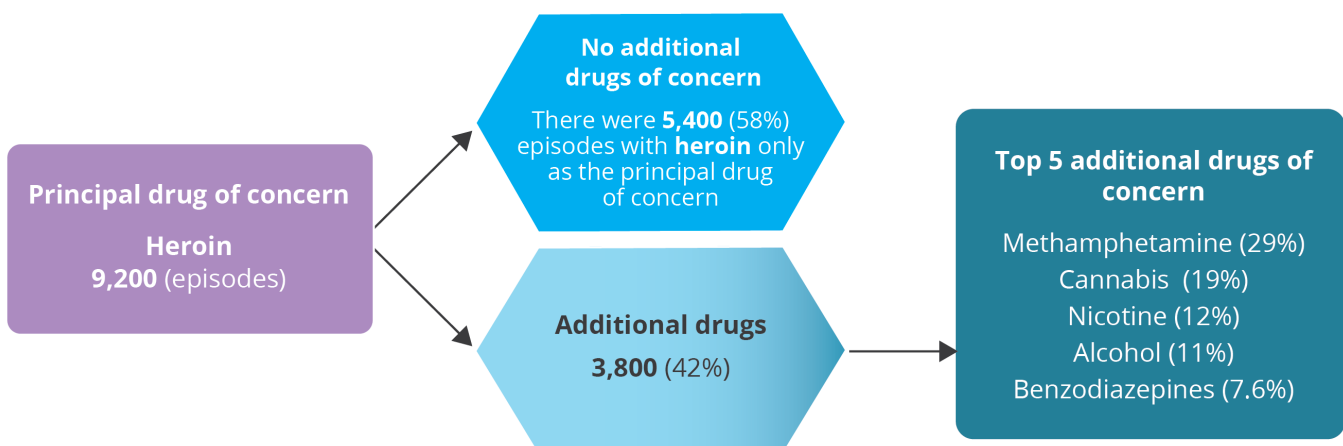 Principal drug of concern
Heroin
9,200 (episodes)
No additional
drugs of concern
There were 5,400 (58%)
episodes with heroin only
as the principal drug
of concern
Additional drugs
3,800 (42%)
Top 5 additional drugs of
concern
Methamphetamine (29%)
Cannabis (19%)
Nicotine (12%)
Alcohol (11%)
Benzodiazepines (7.6%)